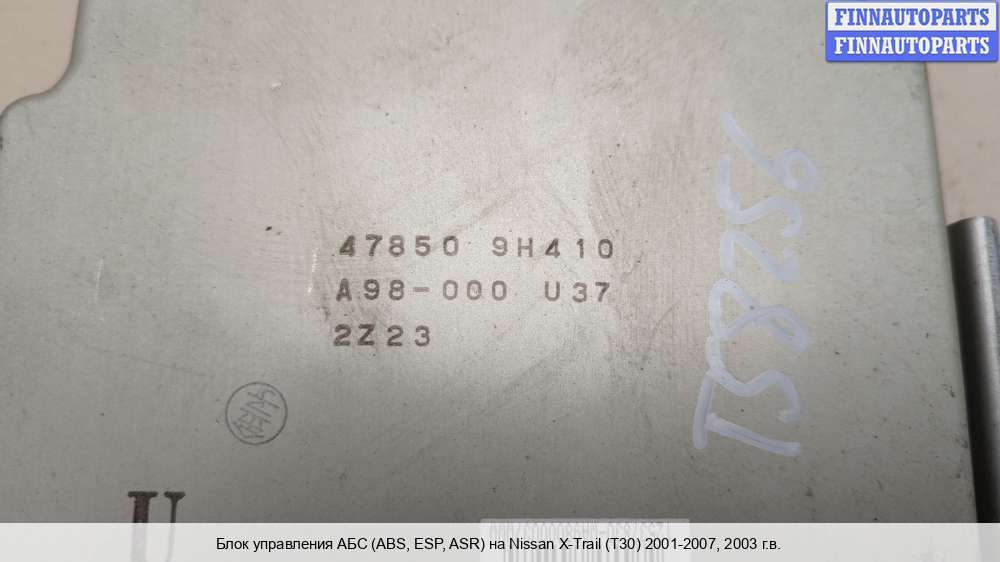 FINNAUTOPARTS
FINNAUTOPARTS
47850 9H410
A98-000 U37
2Z23
U
Блок управления АБС (ABS, ESP, ASR) на Nissan X-Trail (T30) 2001-2007, 2003 г.в.